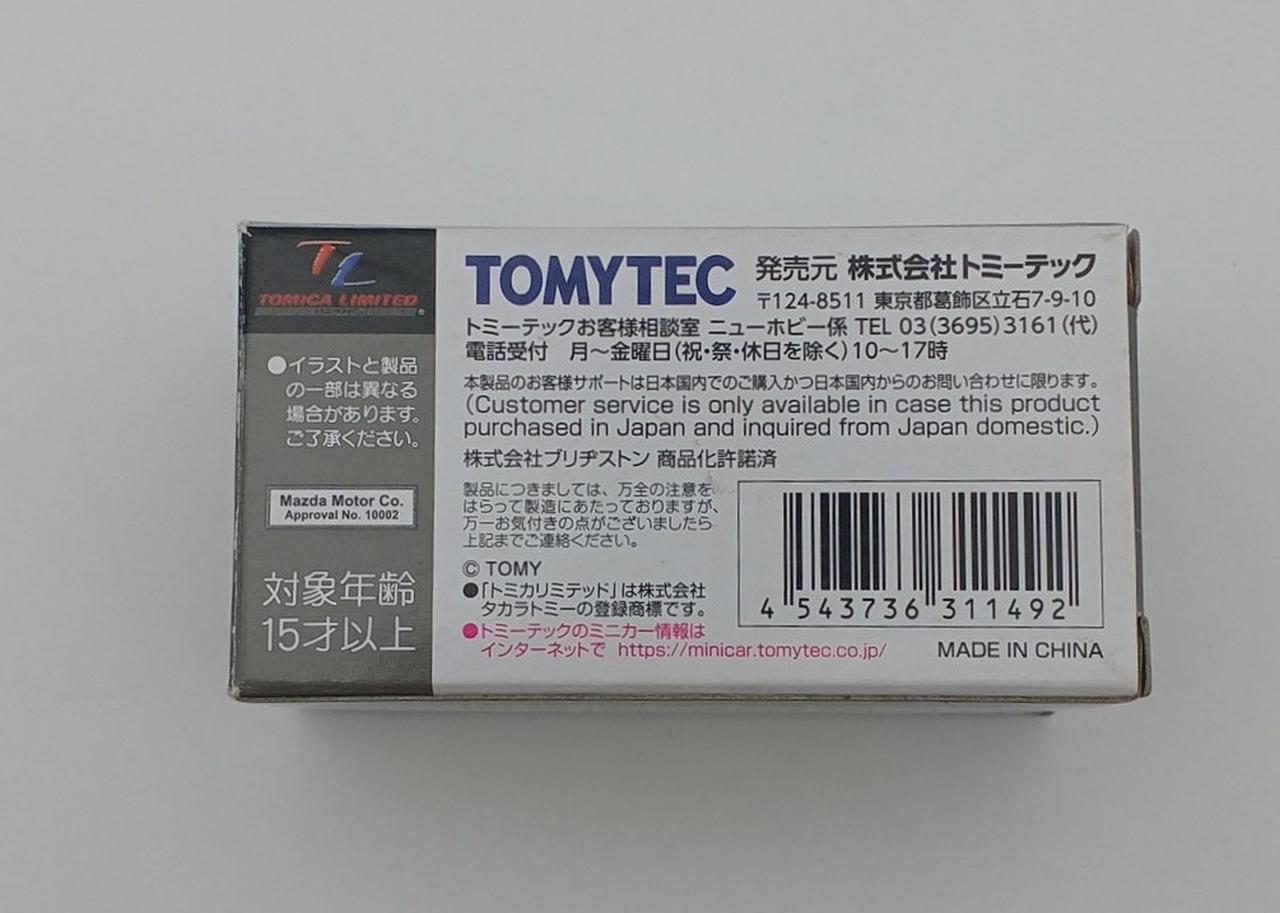 TL
TOMICA LIMITED
●イラストと製品
の一部は異なる
場合があります。
ご了承ください。
Mazda Motor Co.
Approval No. 10002
対象年齢
15才以上
TOMYTEC 発売元 株式会社トミーテック
〒124-8511 東京都葛飾区立石7-9-10
トミーテックお客様相談室 ニューホビー係 TEL 03(3695)3161(代)
電話受付 月～金曜日(祝・祭・休日を除く)10～17時
本製品のお客様サポートは日本国内でのご購入かつ日本国内からのお問い合わせに限ります。
(Customer service is only available in case this product
purchased in Japan and inquired from Japan domestic.)
株式会社ブリヂストン 商品化許諾済
製品につきましては、万全の注意を
はらって製造にあたっておりますが、
万一お気付きの点がございましたら
上記までご連絡ください。
© TOMY
●「トミカリミテッド」は株式会社
タカラトミーの登録商標です。
●トミーテックのミニカー情報は
インターネットで https://minicar.tomytec.co.jp/
4 543736 311492
MADE IN CHINA